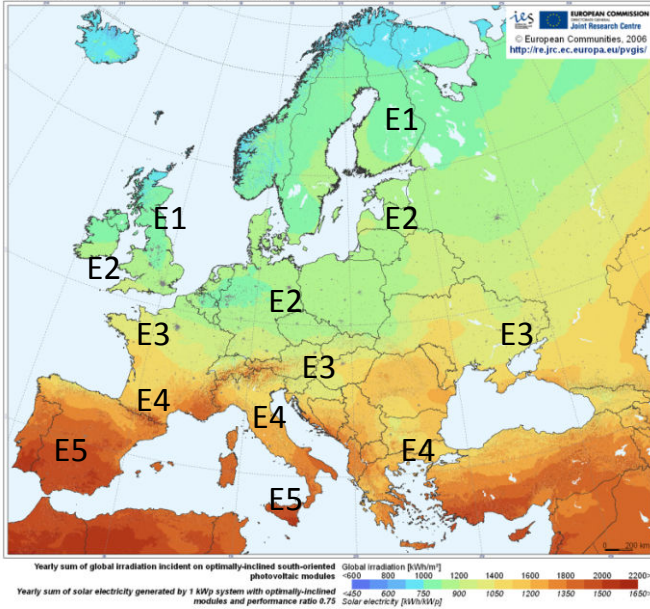 ies EUROPEAN COMMISSION
DIRECTORATE-GENERAL
Joint Research Centre
© European Communities, 2006
http://re.jrc.ec.europa.eu/pvgis/
E1
E1
E2
E2
E2
E3
E3
E3
E4
E4
E4
E5
E5
0 200 km
Yearly sum of global irradiation incident on optimally-inclined south-oriented photovoltaic modules
Global irradiation [kWh/m²]
<600 800 1000 1200 1400 1600 1800 2000 2200>
<450 600 750 900 1050 1200 1350 1500 1650>
Yearly sum of solar electricity generated by 1 kWp system with optimally-inclined modules and performance ratio 0.75
Solar electricity [kWh/kWp]